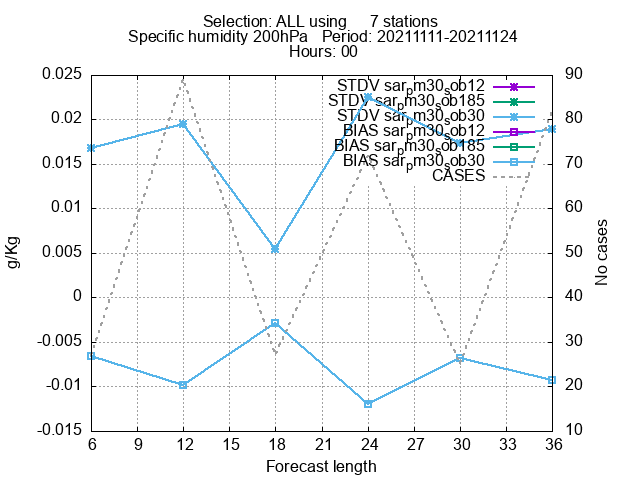 Selection: ALL using 7 stations
Specific humidity 200hPa Period: 20211111-20211124
Hours: 00
0.025
0.02
0.015
0.01
0.005
0
-0.005
-0.01
-0.015
g/Kg
90
80
70
60
50
40
30
20
10
No cases
STDV sar_pm30_sob12
STDV sar_pm30_sob185
STDV sar_pm30_sob30
BIAS sar_pm30_sob12
BIAS sar_pm30_sob185
BIAS sar_pm30_sob30
CASES
6 9 12 15 18 21 24 27 30 33 36
Forecast length